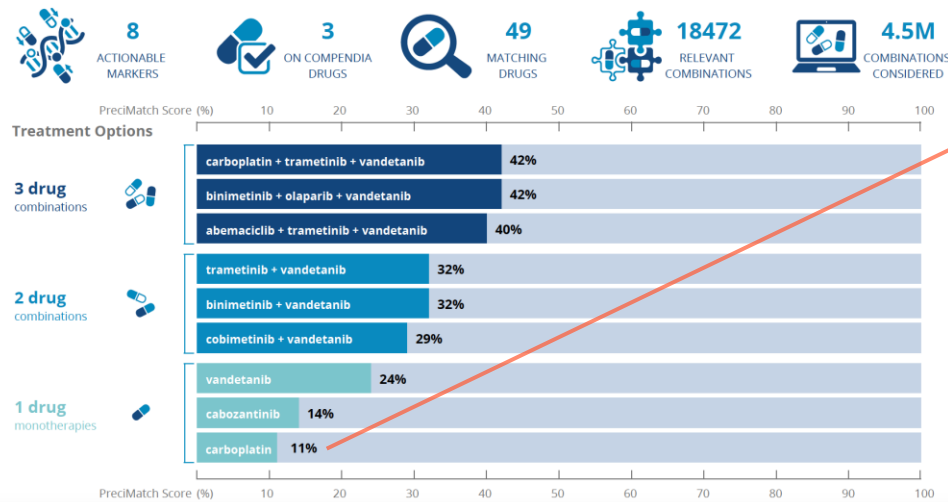 8
ACTIONABLE
MARKERS
3
ON COMPENDIA
DRUGS
49
MATCHING
DRUGS
18472
RELEVANT
COMBINATIONS
4.5M
COMBINATIONS
CONSIDERED
PreciMatch Score (%) 10 20 30 40 50 60 70 80 90 100
Treatment Options
3 drug
combinations
carboplatin + trametinib + vandetanib 42%
binimetinib + olaparib + vandetanib 42%
abemaciclib + trametinib + vandetanib 40%
2 drug
combinations
trametinib + vandetanib 32%
binimetinib + vandetanib 32%
cobimetinib + vandetanib 29%
1 drug
monotherapies
vandetanib 24%
cabozantinib 14%
carboplatin 11%
PreciMatch Score (%) 10 20 30 40 50 60 70 80 90 100